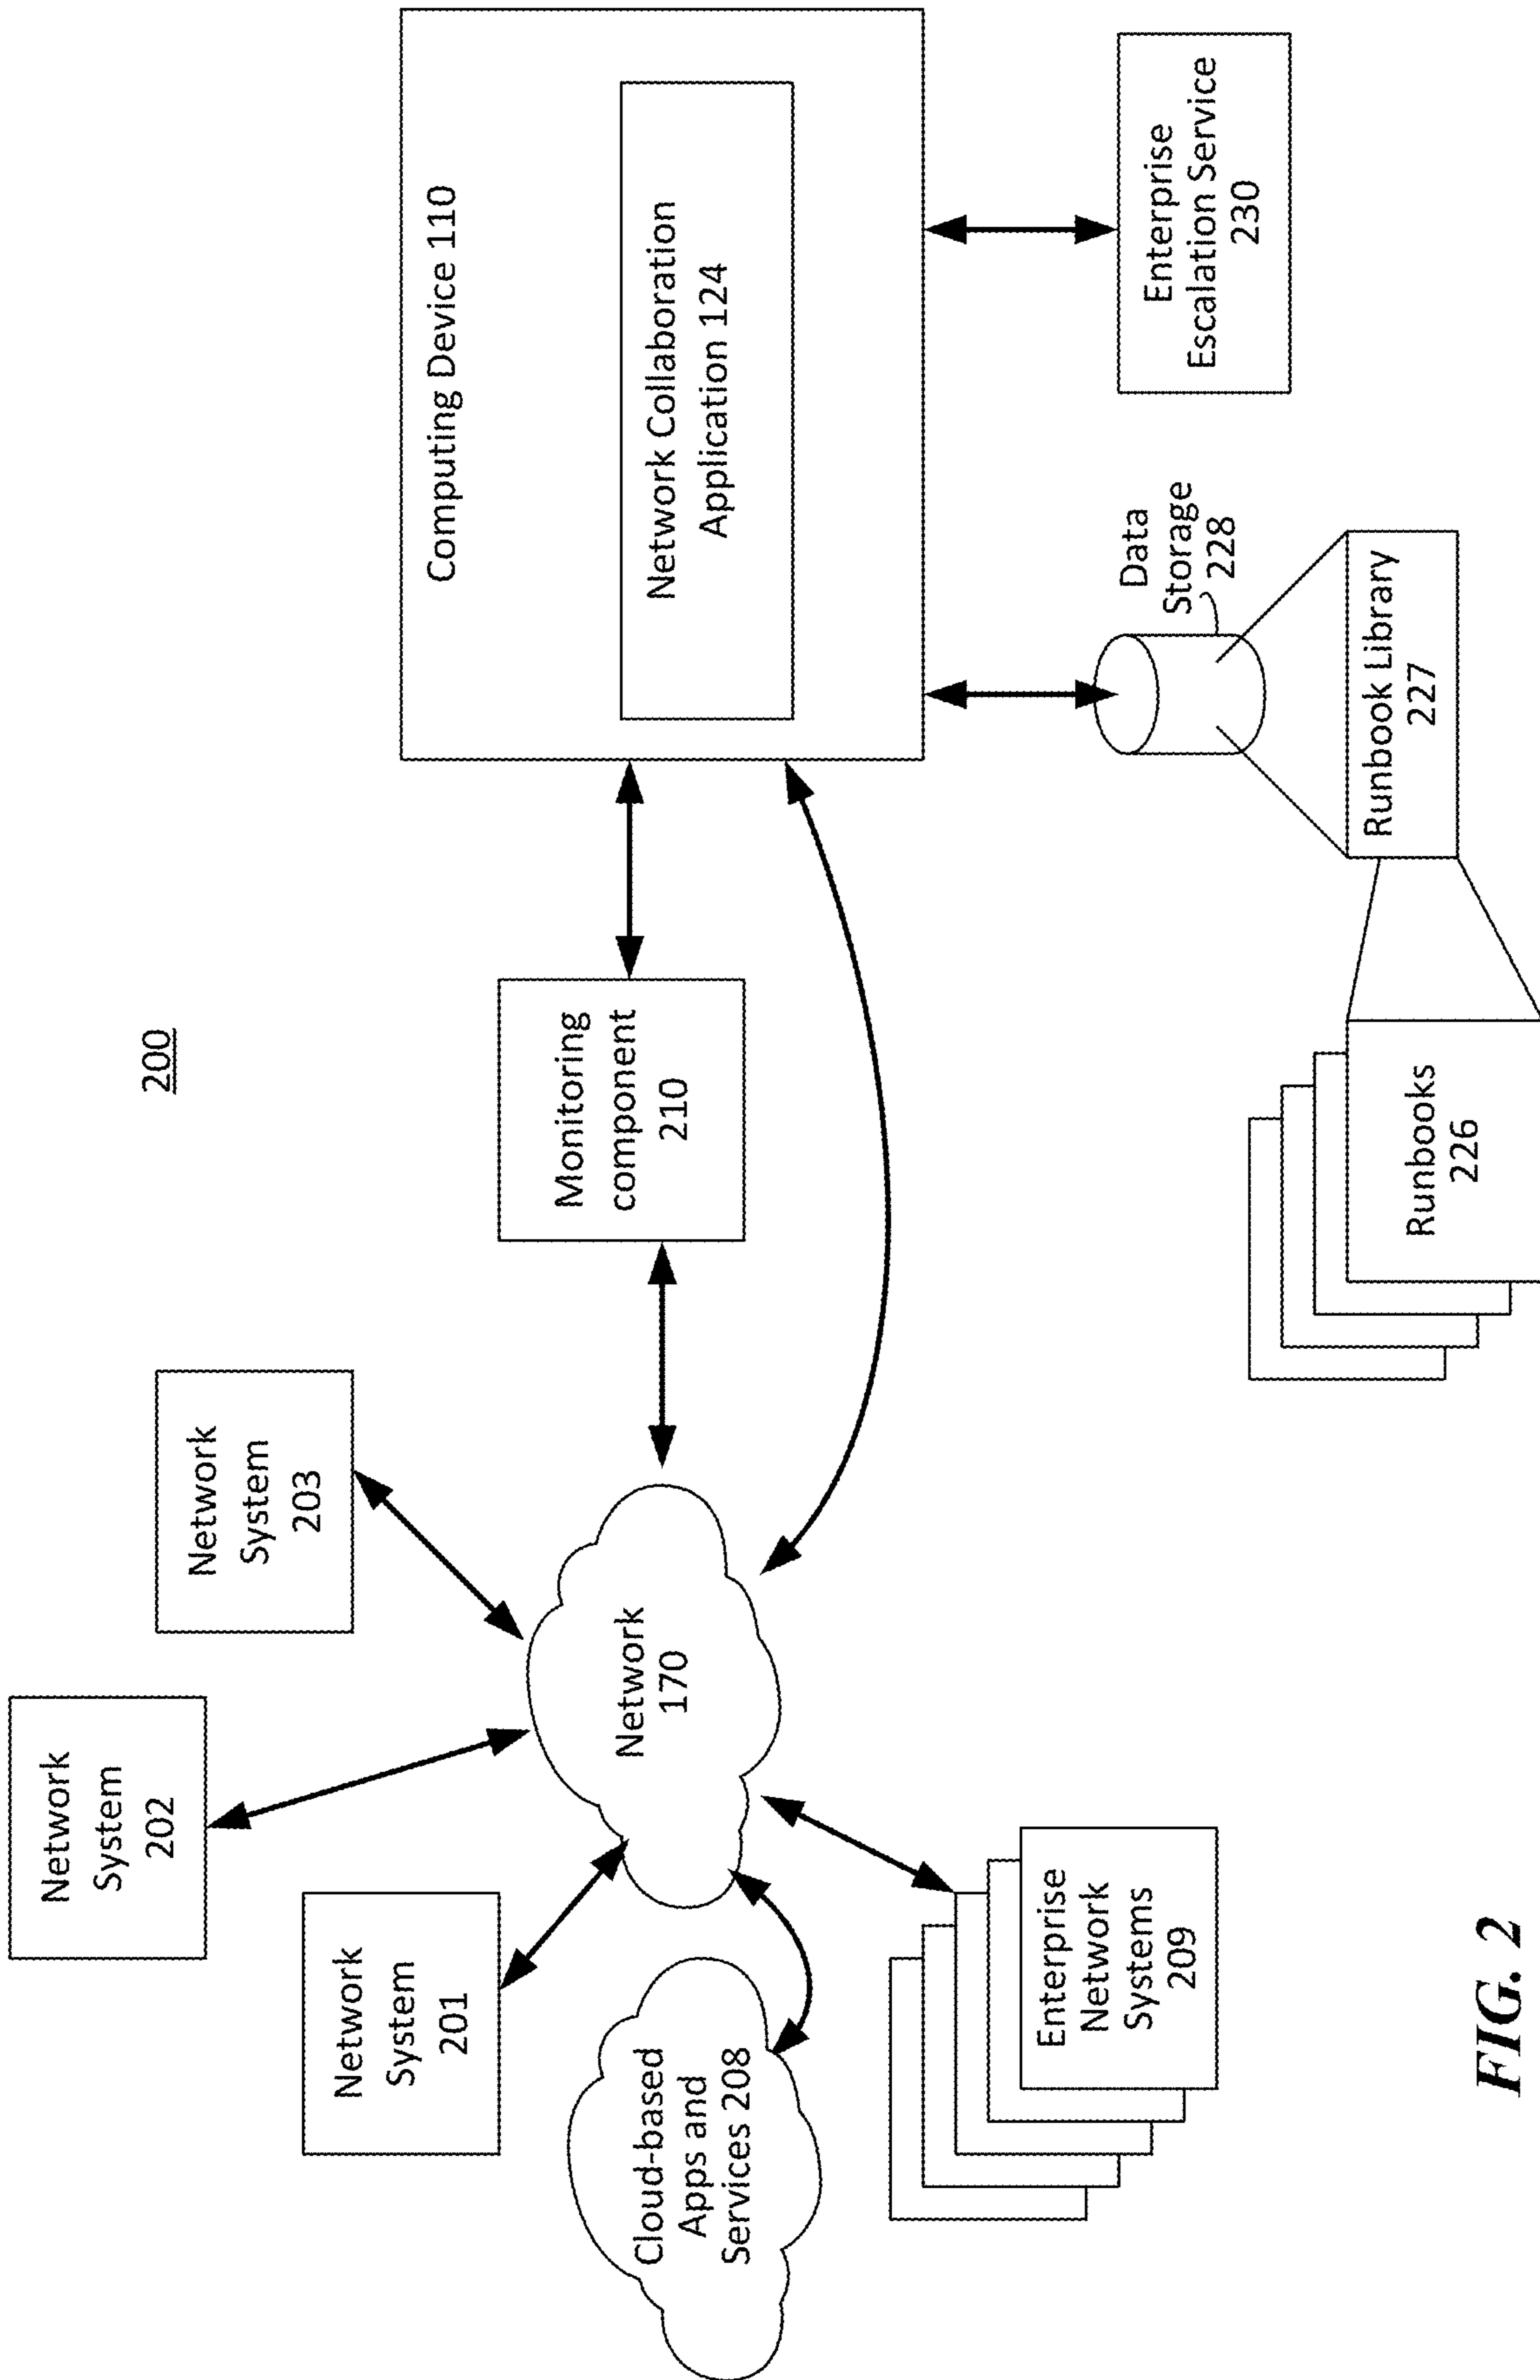 200
Network
System
202
Network
System
203
Network
System
201
Cloud-based
Apps and
Services 208
Network
170
Enterprise
Network
Systems
209
Monitoring
component
210
Computing Device 110
Network Collaboration
Application 124
Data
Storage
228
Enterprise
Escalation Service
230
Runbook Library
227
Runbooks
226
FIG. 2